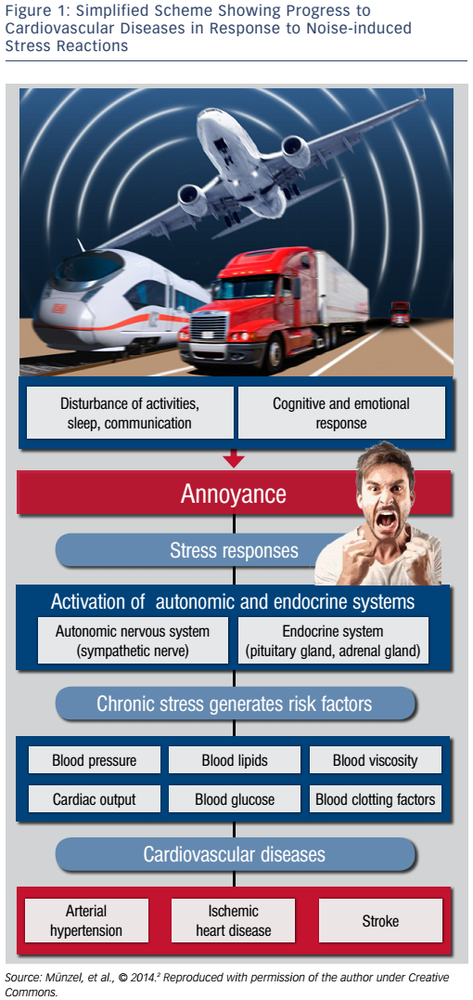 Figure 1: Simplified Scheme Showing Progress to
Cardiovascular Diseases in Response to Noise-induced
Stress Reactions
Disturbance of activities,
sleep, communication
Cognitive and emotional
response
Annoyance
Stress responses
Activation of autonomic and endocrine systems
Autonomic nervous system
(sympathetic nerve)
Endocrine system
(pituitary gland, adrenal gland)
Chronic stress generates risk factors
Blood pressure
Blood lipids
Blood viscosity
Cardiac output
Blood glucose
Blood clotting factors
Cardiovascular diseases
Arterial
hypertension
Ischemic
heart disease
Stroke
Source: Münzel, et al., © 2014.² Reproduced with permission of the author under Creative
Commons.